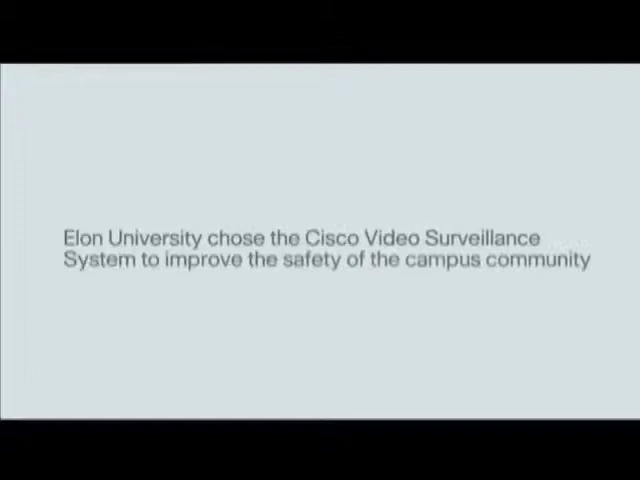 Elon University chose the Cisco Video Surveillance
System to improve the safety of the campus community